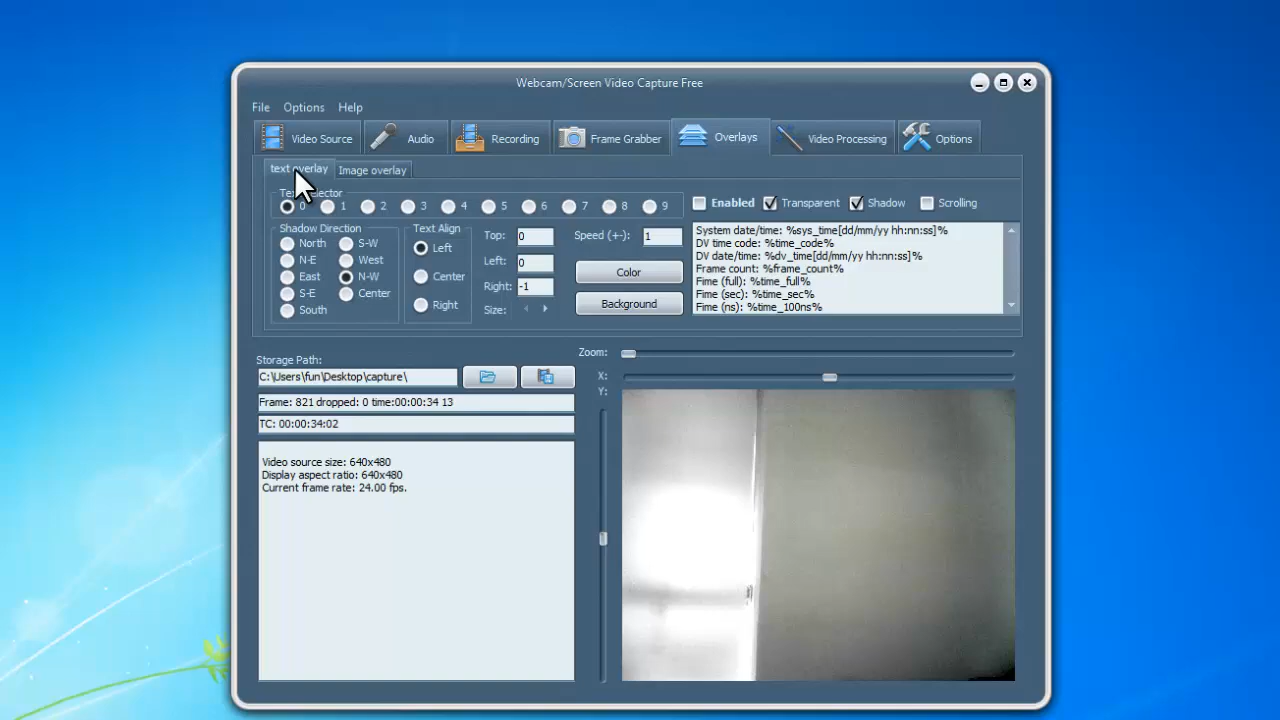 Webcam/Screen Video Capture Free
File Options Help
Video Source Audio Recording Frame Grabber Overlays Video Processing Options
text overlay Image overlay
0 1 2 3 4 5 6 7 8 9
Enabled Transparent Shadow Scrolling
Shadow Direction
North S-W
N-E West
East N-W
S-E Center
South
Text Align
Left
Center
Right
Top: 0
Left: 0
Right: -1
Size:
Speed (+-): 1
Color
Background
System date/time: %sys_time[dd/mm/yy hh:nn:ss]%
DV time code: %time_code%
DV date/time: %dv_time[dd/mm/yy hh:nn:ss]%
Frame count: %frame_count%
Fime (full): %time_full%
Fime (sec): %time_sec%
Fime (ns): %time_100ns%
Storage Path:
C:\Users\fun\Desktop\capture\
Frame: 821 dropped: 0 time:00:00:34 13
TC: 00:00:34:02
Video source size: 640x480
Display aspect ratio: 640x480
Current frame rate: 24.00 fps.
Zoom:
X:
Y: